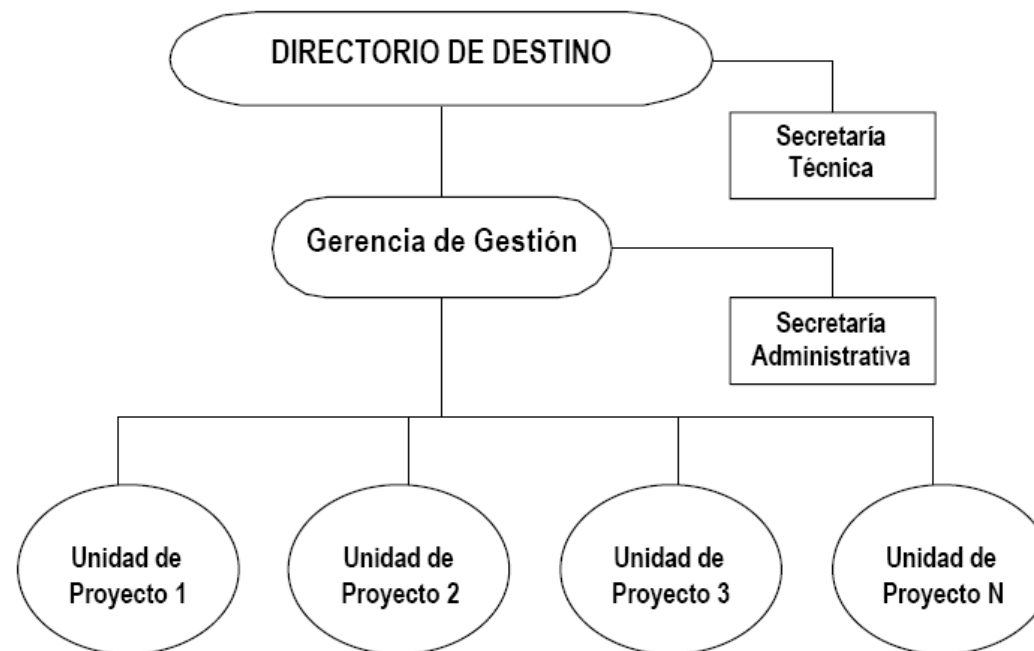 DIRECTORIO DE DESTINO
Secretaría
Técnica
Gerencia de Gestión
Secretaría
Administrativa
Unidad de
Proyecto 1
Unidad de
Proyecto 2
Unidad de
Proyecto 3
Unidad de
Proyecto N